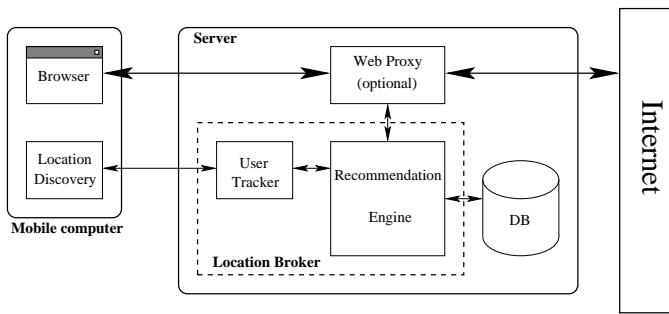 Server
Browser
Web Proxy
(optional)
Location
Discovery
User
Tracker
Recommendation
Engine
DB
Mobile computer
Location Broker
Internet